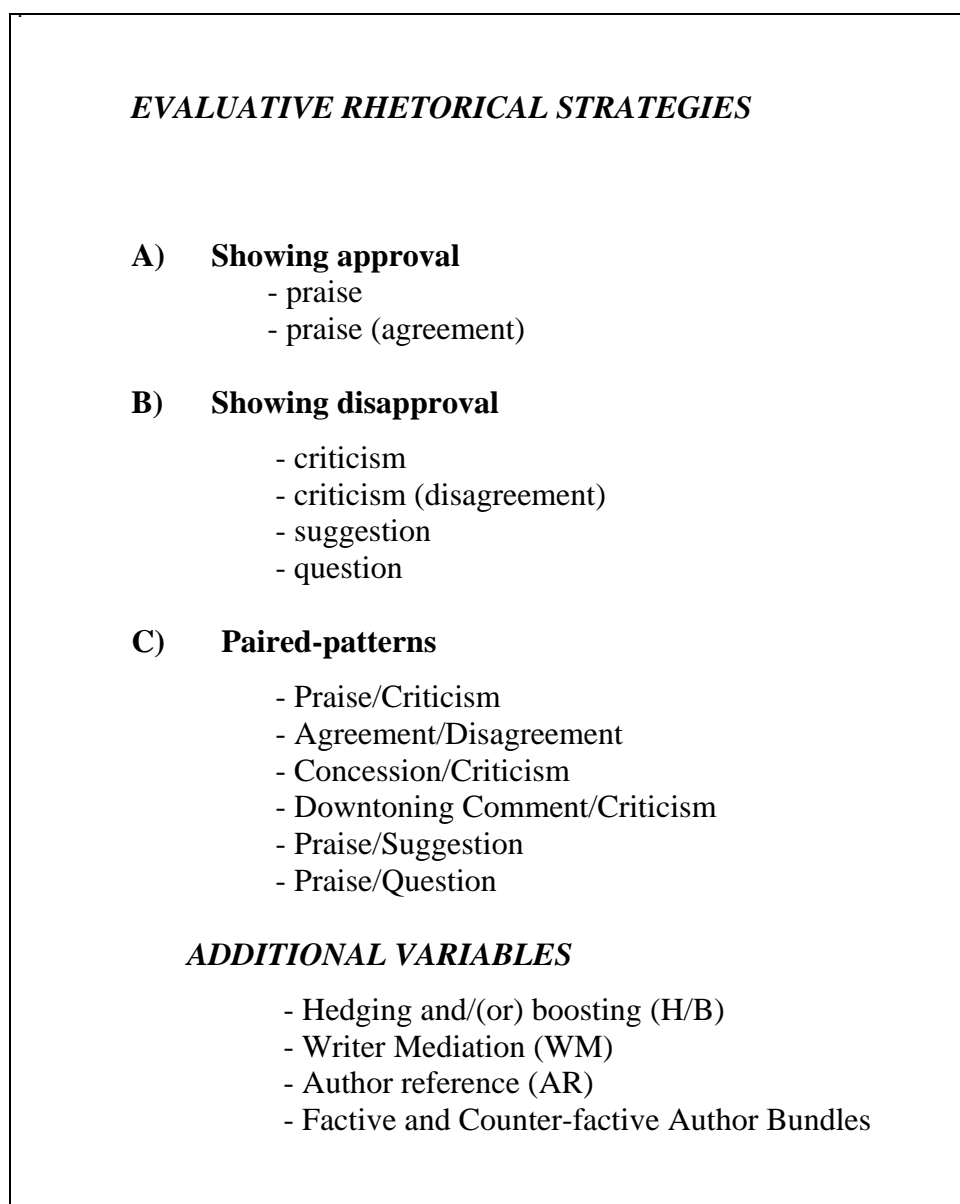 EVALUATIVE RHETORICAL STRATEGIES
A) Showing approval
- praise
- praise (agreement)
B) Showing disapproval
- criticism
- criticism (disagreement)
- suggestion
- question
C) Paired-patterns
- Praise/Criticism
- Agreement/Disagreement
- Concession/Criticism
- Downtoning Comment/Criticism
- Praise/Suggestion
- Praise/Question
ADDITIONAL VARIABLES
- Hedging and/(or) boosting (H/B)
- Writer Mediation (WM)
- Author reference (AR)
- Factive and Counter-factive Author Bundles